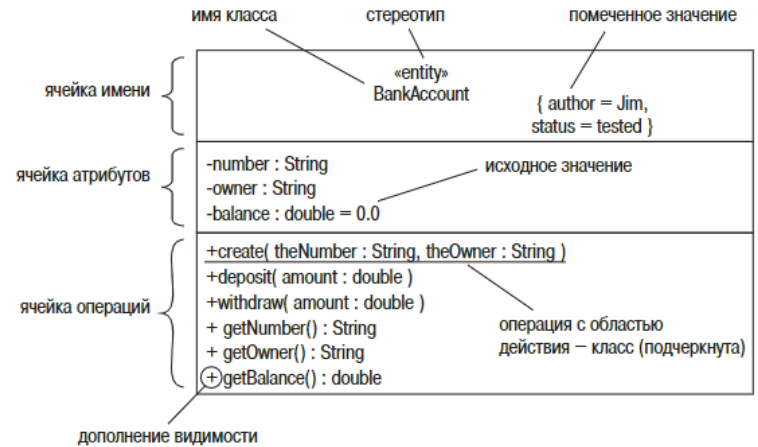 имя класса
стереотип
помеченное значение
ячейка имени
«entity»
BankAccount
{ author = Jim,
status = tested }
ячейка атрибутов
-number : String
-owner : String
-balance : double = 0.0
исходное значение
ячейка операций
+create( theNumber : String, theOwner : String )
+deposit( amount : double )
+withdraw( amount : double )
+ getNumber() : String
+ getOwner() : String
+getBalance() : double
операция с областью
действия – класс (подчеркнута)
дополнение видимости